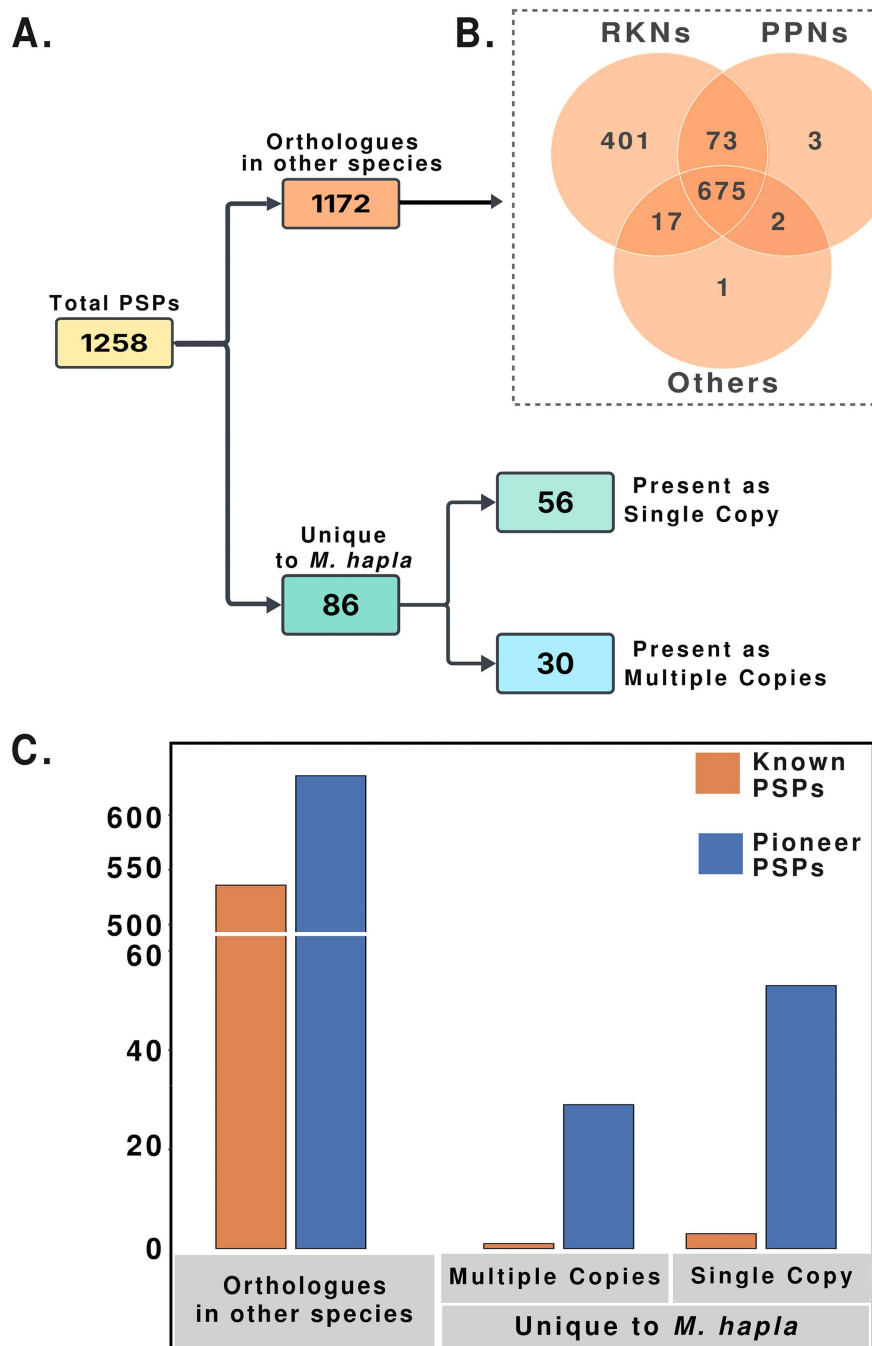 A.
B.
RKNs
PPNs
401
73
3
675
17
2
1
Others
Orthologues
in other species
1172
Total PSPs
1258
Unique
to M. hapla
86
56
Present as
Single Copy
30
Present as
Multiple Copies
C.
Known
PSPs
Pioneer
PSPs
600
550
500
60
40
20
0
Orthologues
in other species
Multiple Copies
Single Copy
Unique to M. hapla